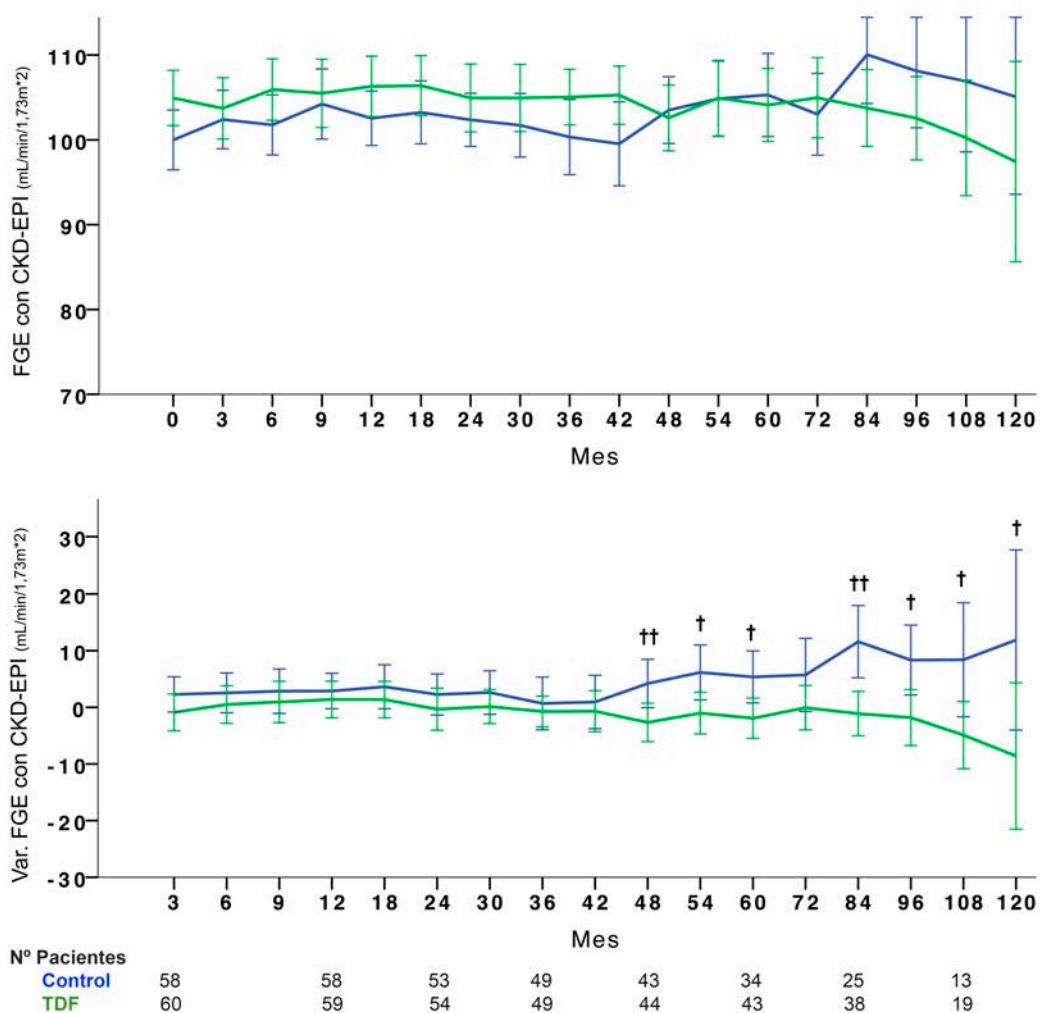 110
100
90
80
70
FGE con CKD-EPI (mL/min/1,73m*2)
0 3 6 9 12 18 24 30 36 42 48 54 60 72 84 96 108 120
Mes
30
20
10
0
-10
-20
-30
Var. FGE con CKD-EPI (mL/min/1,73m*2)
†† † † †† † † †
3 6 9 12 18 24 30 36 42 48 54 60 72 84 96 108 120
Mes
Nº Pacientes
Control 58 58 53 49 43 34 25 13
TDF 60 59 54 49 44 43 38 19